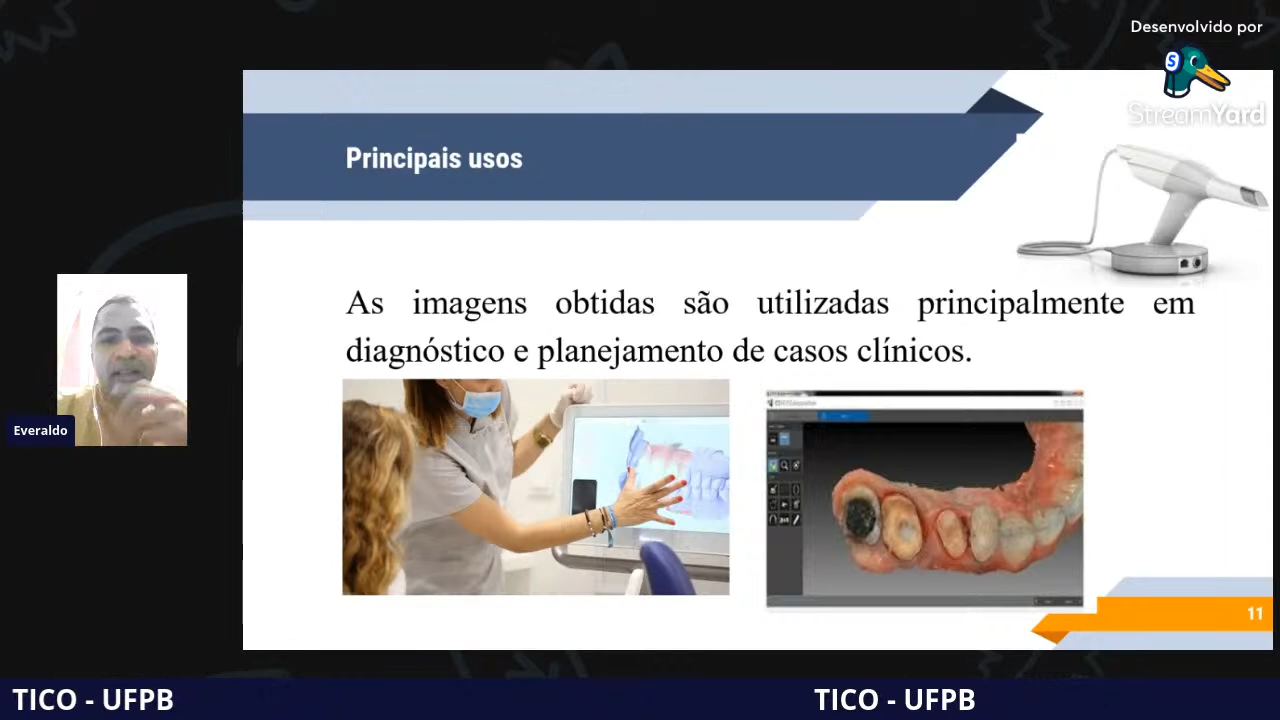 Desenvolvido por
S
StreamYard
Principais usos
As imagens obtidas são utilizadas principalmente em
diagnóstico e planejamento de casos clínicos.
Everaldo
11
TICO - UFPB
TICO - UFPB